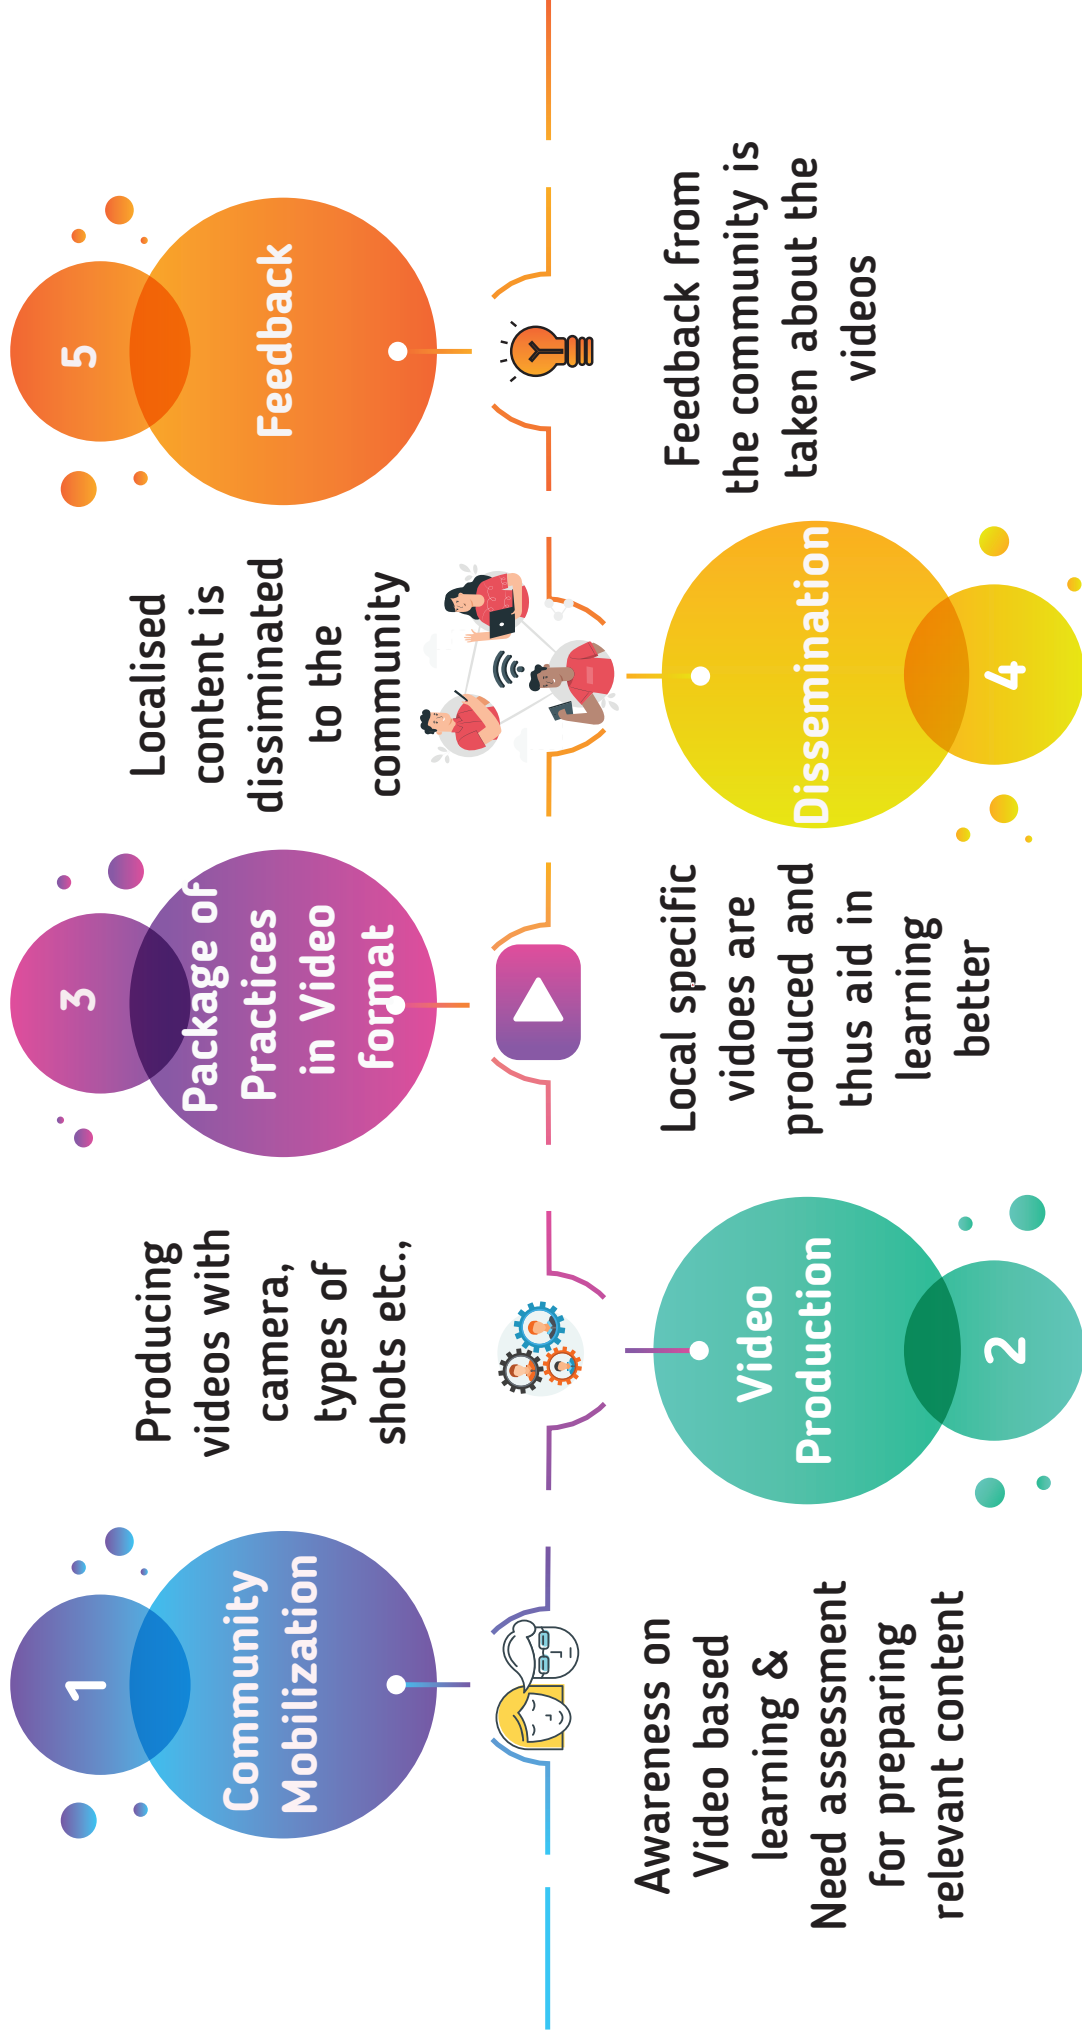 1
Community
Mobilization
Awareness on
Video based
learning &
Need assessment
for preparing
relevant content
2
Video
Production
Producing
videos with
camera,
types of
shots etc.,
3
Package of
Practices
in Video
format
Local specific
vidoes are
produced and
thus aid in
learning
better
4
Dissemination
Localised
content is
dissiminated
to the
community
5
Feedback
Feedback from
the community is
taken about the
videos